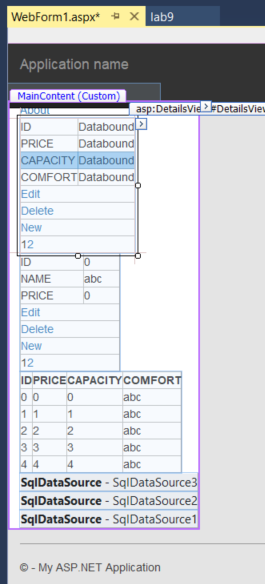 WebForm1.aspx* lab9
Application name
MainContent (Custom)
About asp:DetailsVie #DetailsView
ID Databound
PRICE Databound
CAPACITY Databound
COMFORT Databound
Edit
Delete
New
12
ID 0
NAME abc
PRICE 0
Edit
Delete
New
12
ID PRICE CAPACITY COMFORT
0 0 0 abc
1 1 1 abc
2 2 2 abc
3 3 3 abc
4 4 4 abc
SqlDataSource - SqlDataSource3
SqlDataSource - SqlDataSource2
SqlDataSource - SqlDataSource1
© - My ASP.NET Application